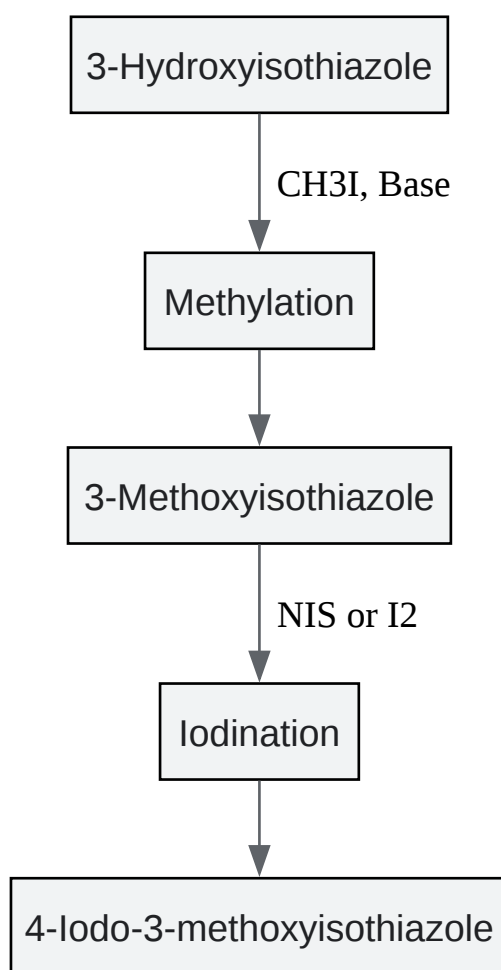 3-Hydroxyisothiazole
CH3I, Base
Methylation
3-Methoxyisothiazole
NIS or I2
Iodination
4-Iodo-3-methoxyisothiazole